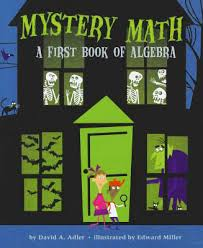 MYSTERY MATH
A FIRST BOOK OF ALGEBRA
by David A. Adler • illustrated by Edward Miller